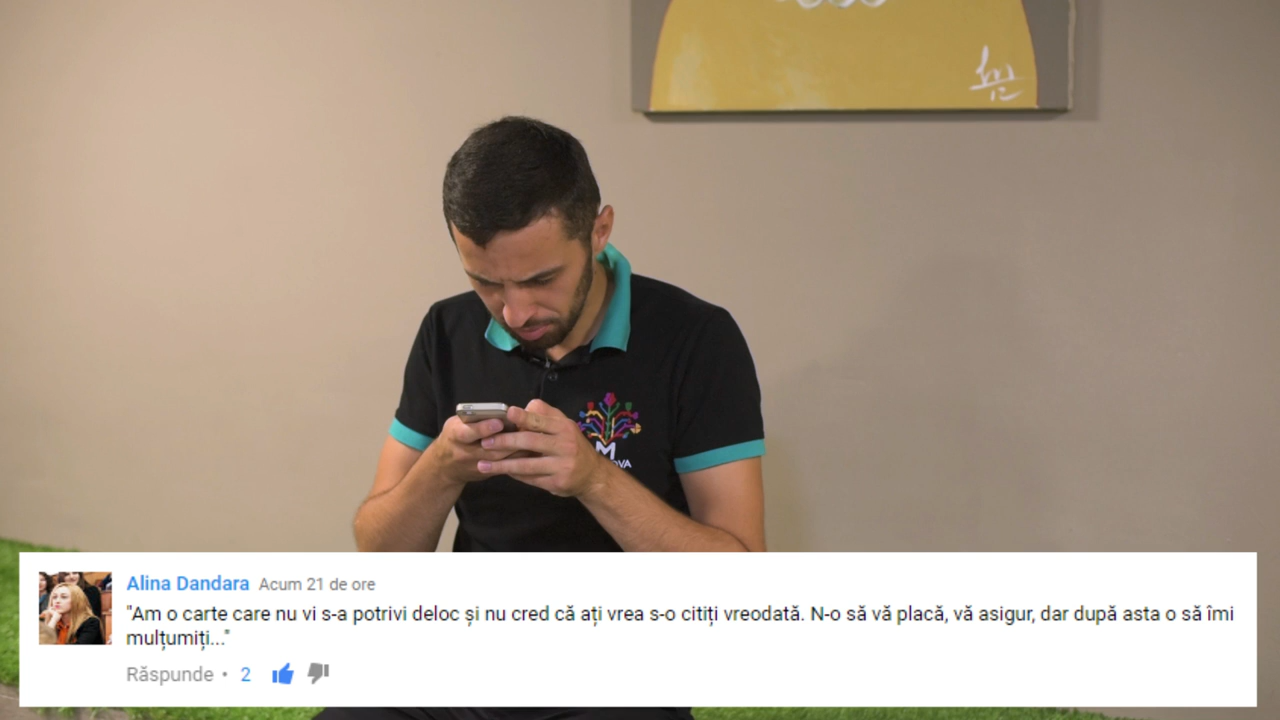 M
OVA
Alina Dandara Acum 21 de ore
"Am o carte care nu vi s-a potrivi deloc și nu cred că ați vrea s-o citiți vreodată. N-o să vă placă, vă asigur, dar după asta o să îmi
mulțumiți..."
Răspunde • 2